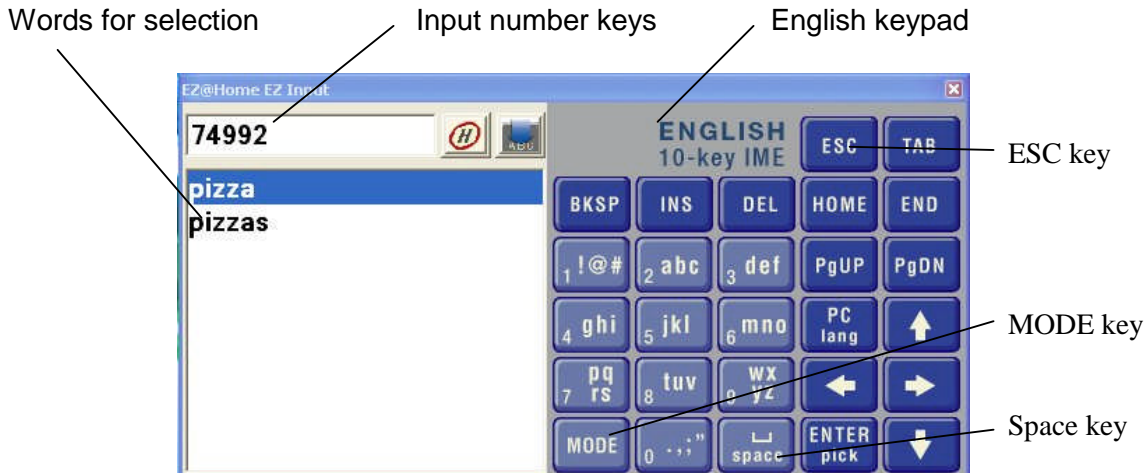 Words for selection Input number keys English keypad
EZ@Home EZ Input
74992 H ABC
ENGLISH
10-key IME
ESC TAB
ESC key
pizza
pizzas
BKSP INS DEL HOME END
1 !@# 2 abc 3 def PgUP PgDN
4 ghi 5 jkl 6 mno PC lang
MODE key
7 pq rs 8 tuv 9 wx yz
Space key
MODE 0 .,;" space ENTER pick